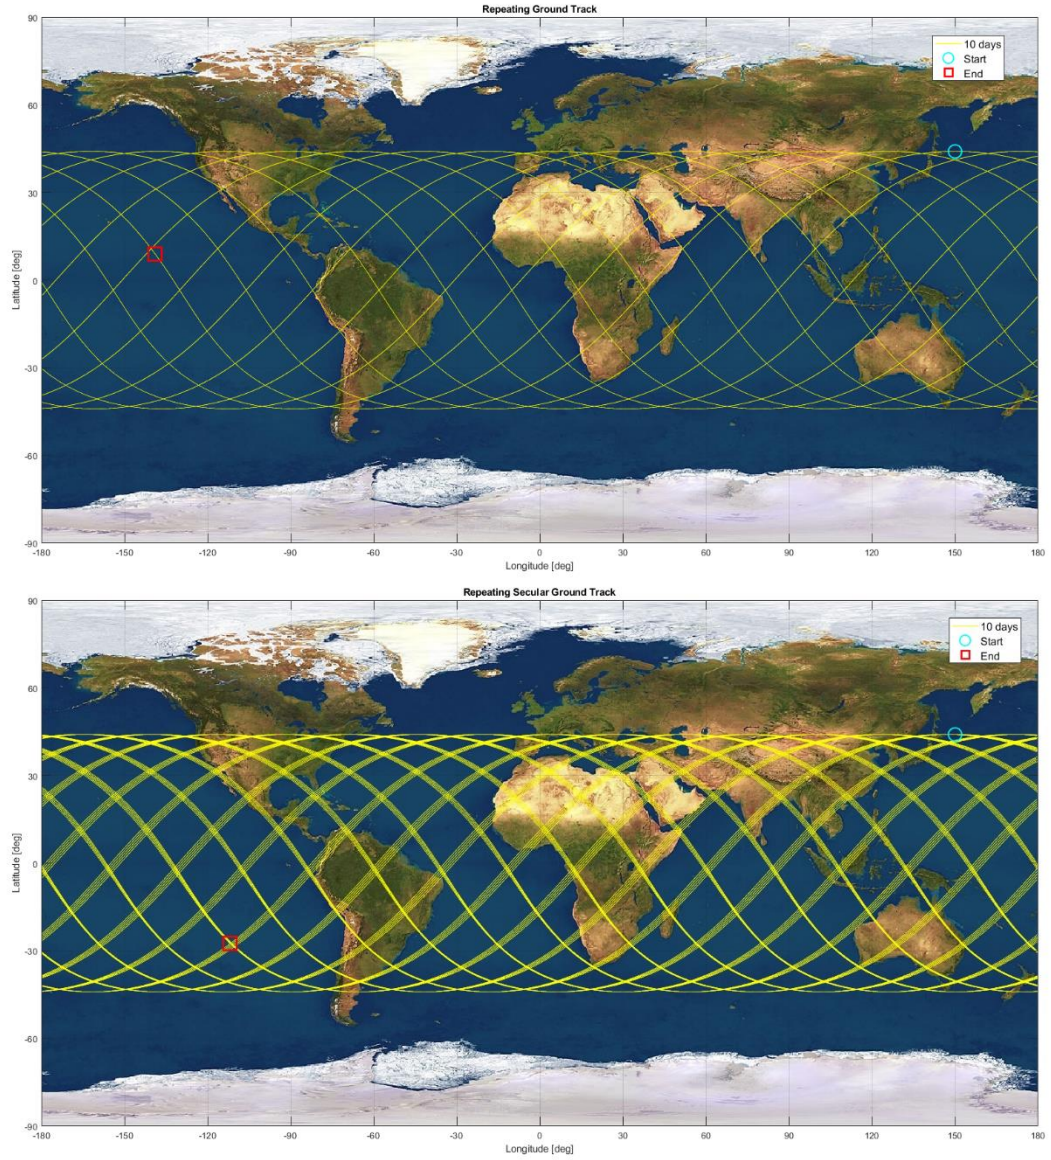 Repeating Ground Track
90
10 days
Start
End
60
30
Latitude [deg]
0
-30
-60
-90
-180 -150 -120 -90 -60 -30 0 30 60 90 120 150 180
Longitude [deg]
Repeating Secular Ground Track
90
10 days
Start
End
60
30
Latitude [deg]
0
-30
-60
-90
-180 -150 -120 -90 -60 -30 0 30 60 90 120 150 180
Longitude [deg]